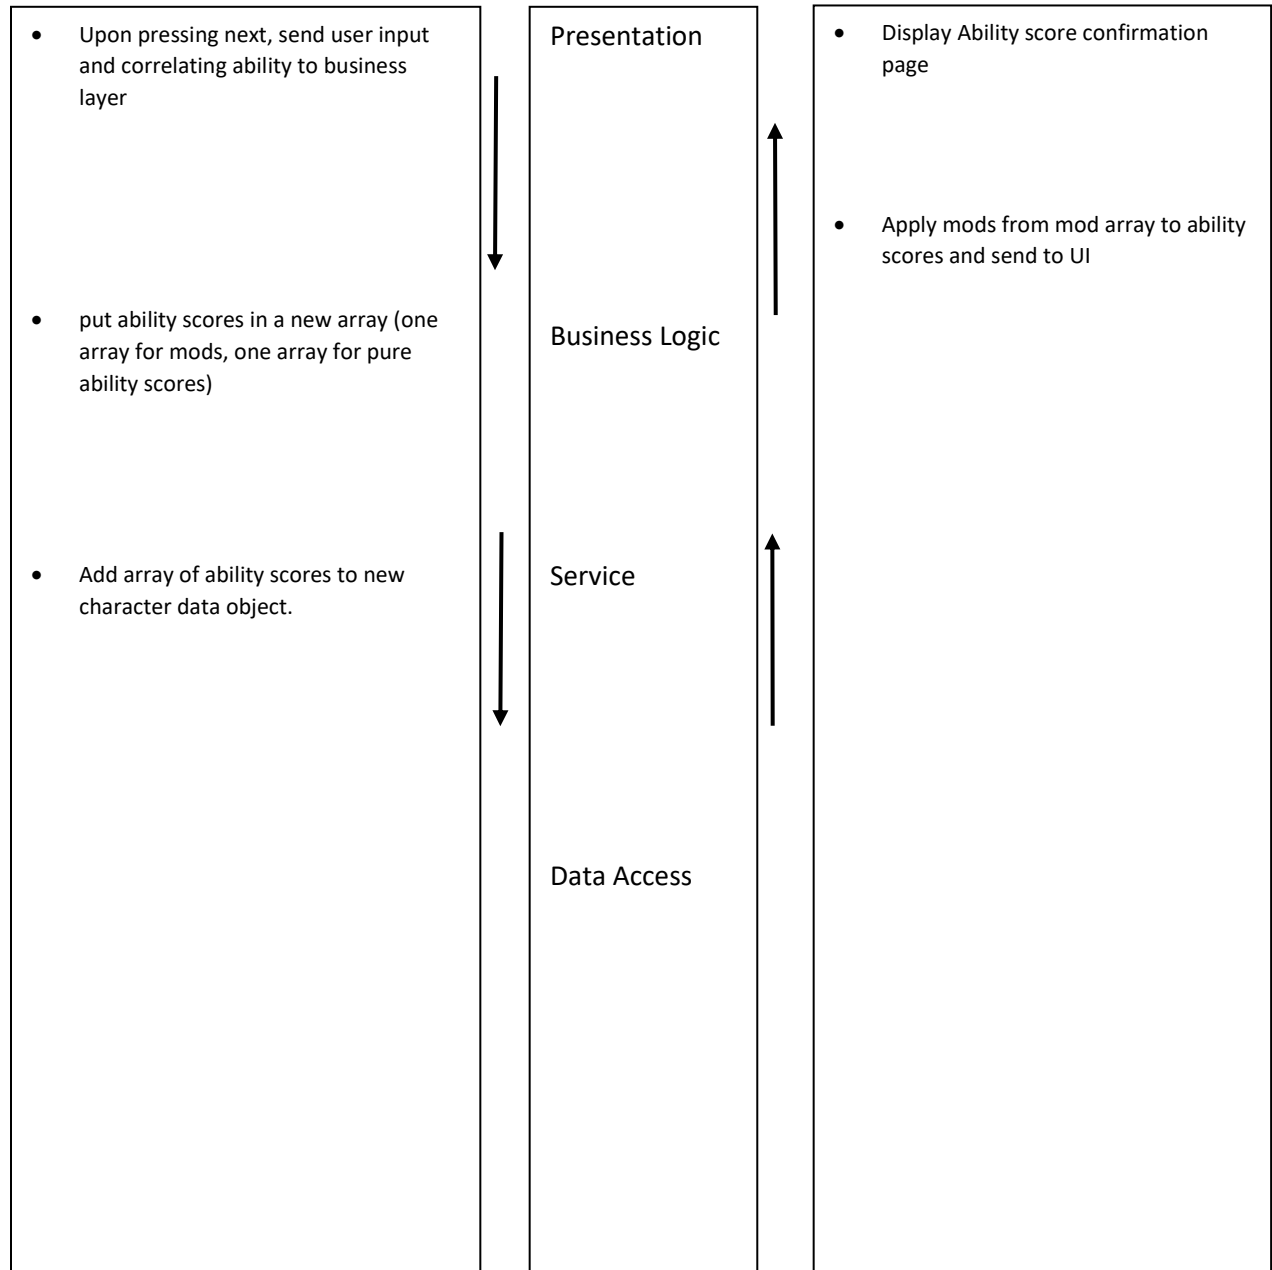 • Upon pressing next, send user input
and correlating ability to business
layer
• put ability scores in a new array (one
array for mods, one array for pure
ability scores)
• Add array of ability scores to new
character data object.
Presentation
Business Logic
Service
Data Access
• Display Ability score confirmation
page
• Apply mods from mod array to ability
scores and send to UI